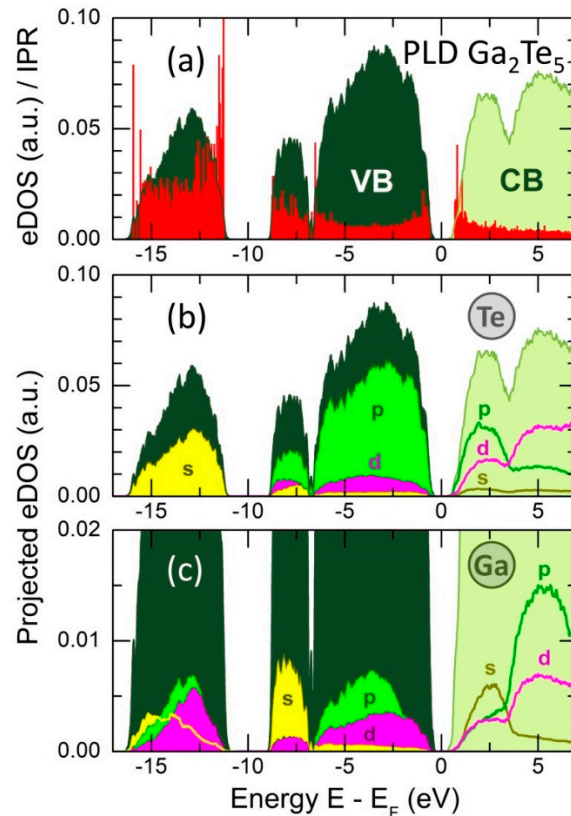 0.10
(a)
PLD Ga₂Te₅
eDOS (a.u.) / IPR
0.05
VB
CB
0.00
-15 -10 -5 0 5
0.10
(b)
Te
Projected eDOS (a.u.)
0.05
p
p
d
s
d
s
0.00
-15 -10 -5 0 5
0.02
(c)
Ga
p
0.01
s
p
s
d
d
0.00
-15 -10 -5 0 5
Energy E - E_F (eV)